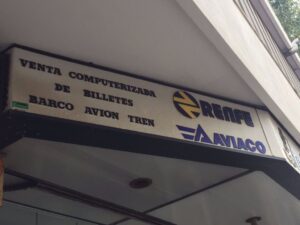 VENTA COMPUTERIZADA
DE BILLETES
BARCO AVION TREN
RENFE
AVIACO